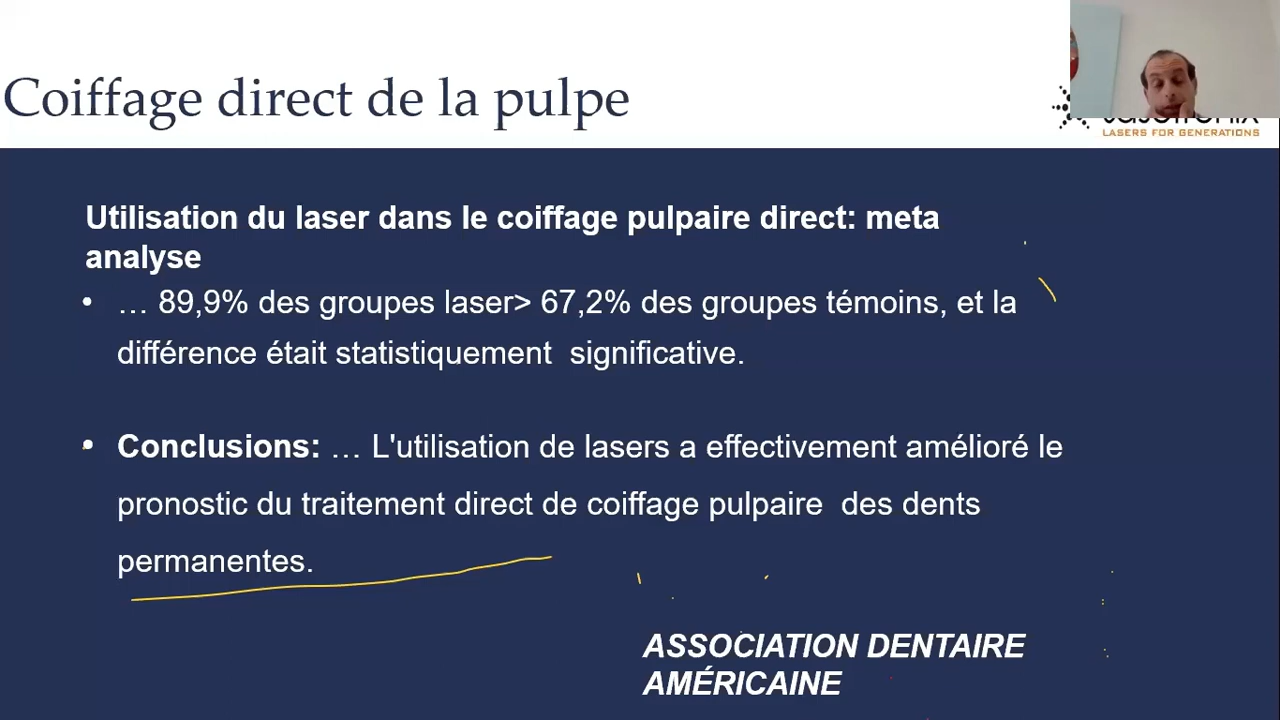 Coiffage direct de la pulpe
LASERS FOR GENERATIONS
Utilisation du laser dans le coiffage pulpaire direct: meta
analyse
• … 89,9% des groupes laser> 67,2% des groupes témoins, et la
différence était statistiquement significative.
• Conclusions: … L'utilisation de lasers a effectivement amélioré le
pronostic du traitement direct de coiffage pulpaire des dents
permanentes.
ASSOCIATION DENTAIRE
AMÉRICAINE